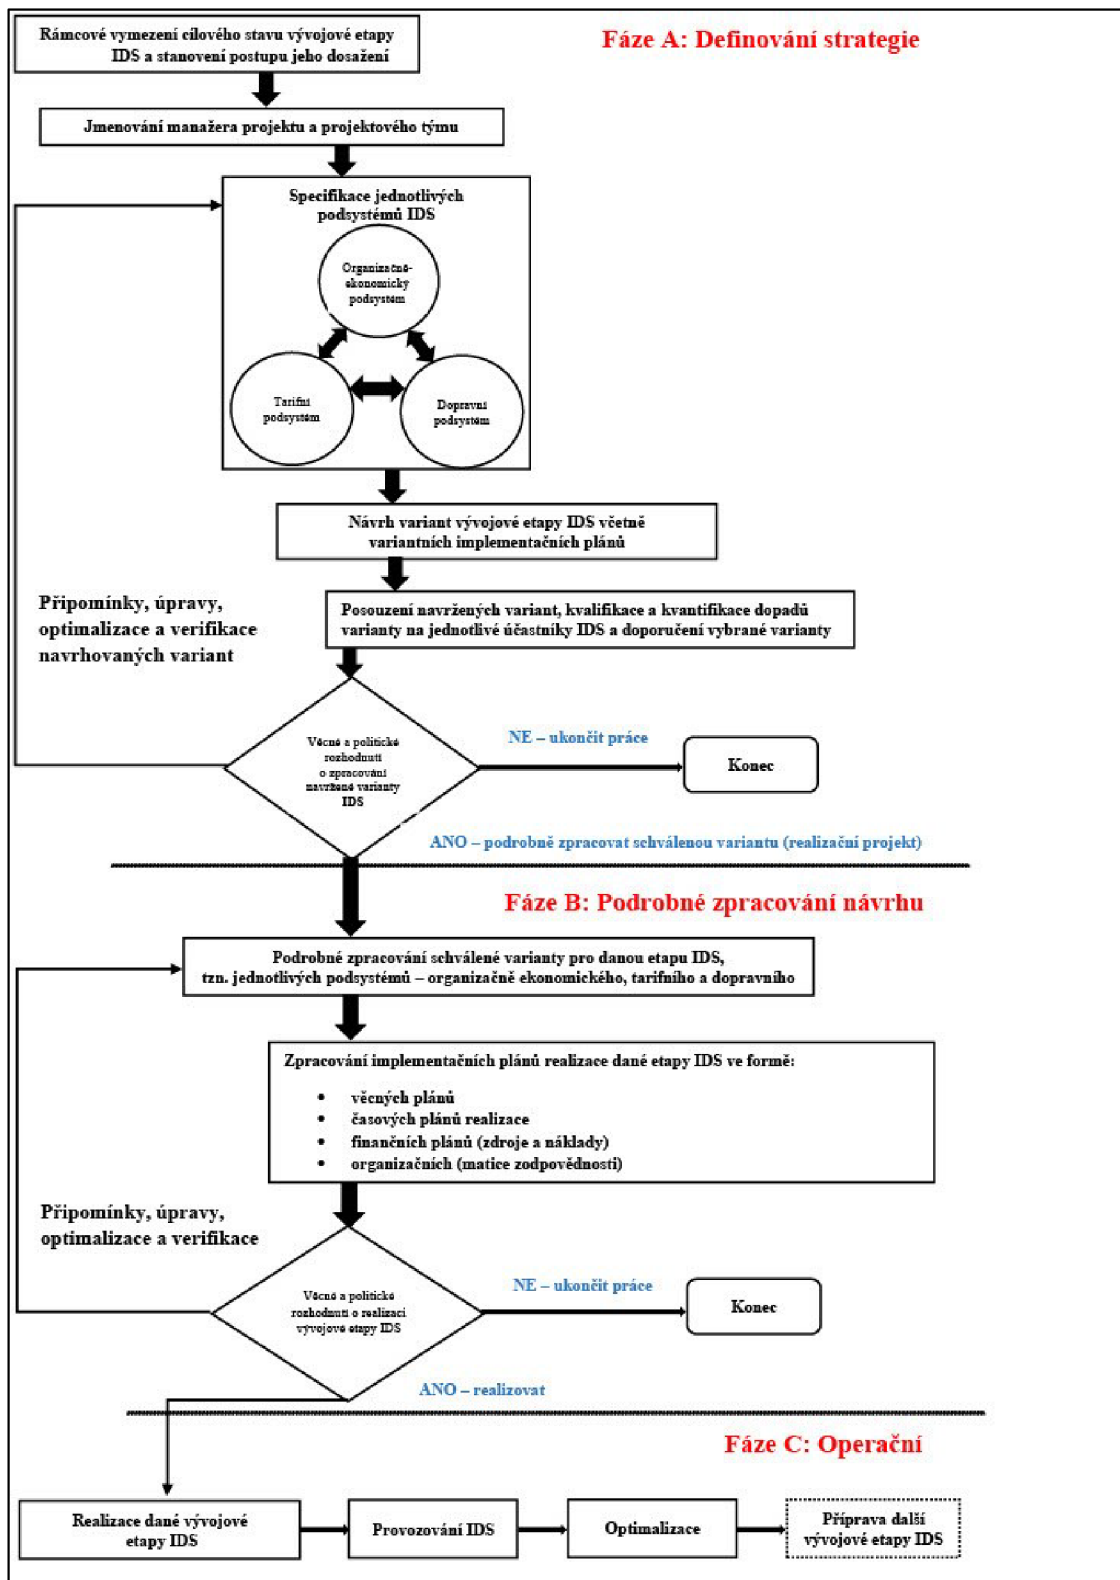 Fáze A: Definování strategie
Rámcové vymezení cílového stavu vývojové etapy
IDS a stanovení postupu jeho dosažení
Jmenování manažera projektu a projektového týmu
Specifikace jednotlivých
podsystémů IDS
Organizačně-
ekonomický
podsystém
Tarifní
podsystém
Dopravní
podsystém
Návrh variant vývojové etapy IDS včetně
variantních implementačních plánů
Připomínky, úpravy,
optimalizace a verifikace
navrhovaných variant
Posouzení navržených variant, kvalifikace a kvantifikace dopadů
varianty na jednotlivé účastníky IDS a doporučení vybrané varianty
Věcné a politické
rozhodnutí
o zpracování
navržené varianty
IDS
NE – ukončit práce
Konec
ANO – podrobně zpracovat schválenou variantu (realizační projekt)
Fáze B: Podrobné zpracování návrhu
Podrobné zpracování schválené varianty pro danou etapu IDS,
tzn. jednotlivých podsystémů – organizačně ekonomického, tarifního a dopravního
Zpracování implementačních plánů realizace dané etapy IDS ve formě:
• věcných plánů
• časových plánů realizace
• finančních plánů (zdroje a náklady)
• organizačních (matice zodpovědnosti)
Připomínky, úpravy,
optimalizace a verifikace
Věcné a politické
rozhodnutí o realizaci
vývojové etapy IDS
NE – ukončit práce
Konec
ANO – realizovat
Fáze C: Operační
Realizace dané vývojové
etapy IDS
Provozování IDS
Optimalizace
Příprava další
vývojové etapy IDS